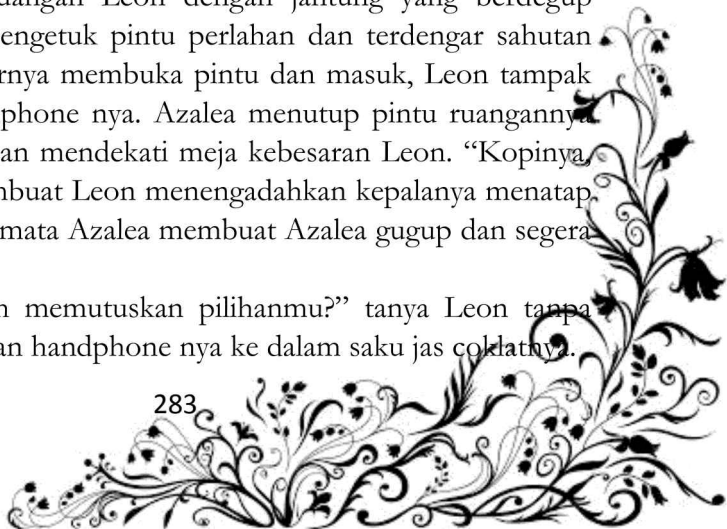 dengan jantung yang berdegup
engetuk pintu perlahan dan terdengar sahutan
rnya membuka pintu dan masuk, Leon tampak
phone nya. Azalea menutup pintu ruangannya
an mendekati meja kebesaran Leon. “Kopinya,
nbuat Leon menengadahkan kepalanya menatap
mata Azalea membuat Azalea gugup dan segera
n memutuskan pilihanmu?” tanya Leon tanpa
an handphone nya ke dalam saku jas coklatnya.
283